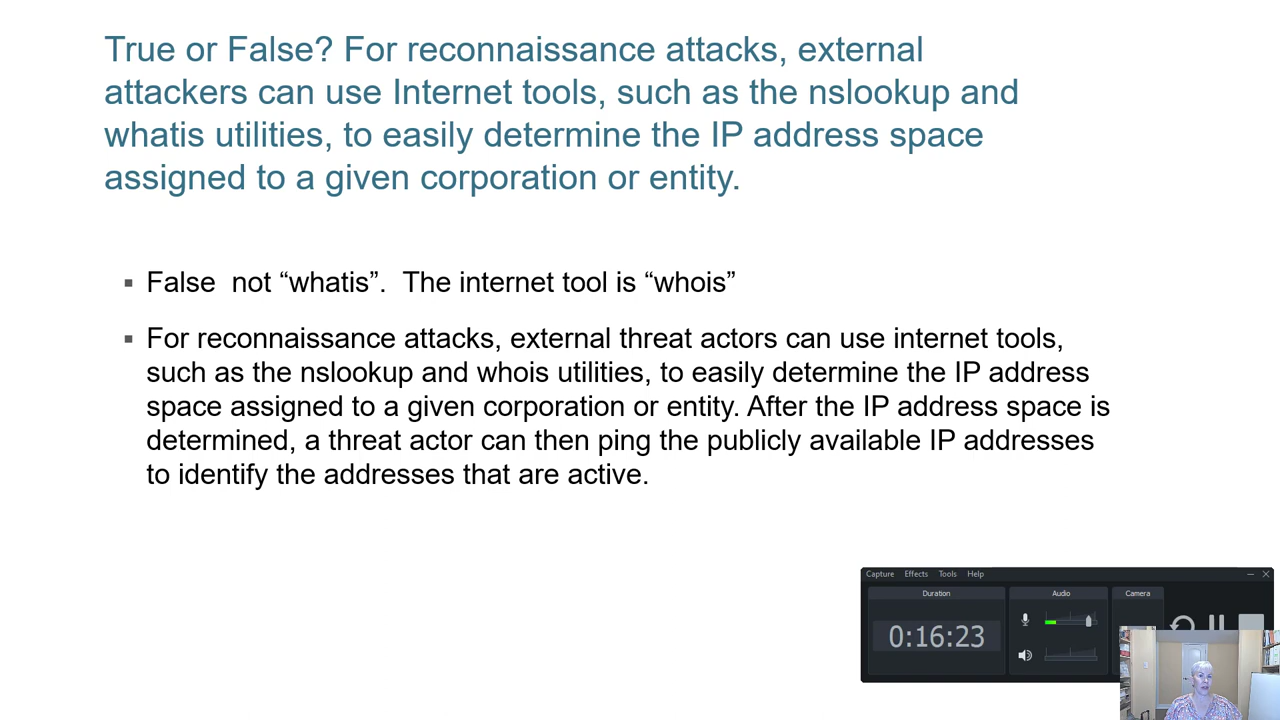 True or False? For reconnaissance attacks, external
attackers can use Internet tools, such as the nslookup and
whatis utilities, to easily determine the IP address space
assigned to a given corporation or entity.
▪ False  not “whatis”.  The internet tool is “whois”
▪ For reconnaissance attacks, external threat actors can use internet tools,
such as the nslookup and whois utilities, to easily determine the IP address
space assigned to a given corporation or entity. After the IP address space is
determined, a threat actor can then ping the publicly available IP addresses
to identify the addresses that are active.
Capture Effects Tools Help
Duration Audio Camera
0:16:23